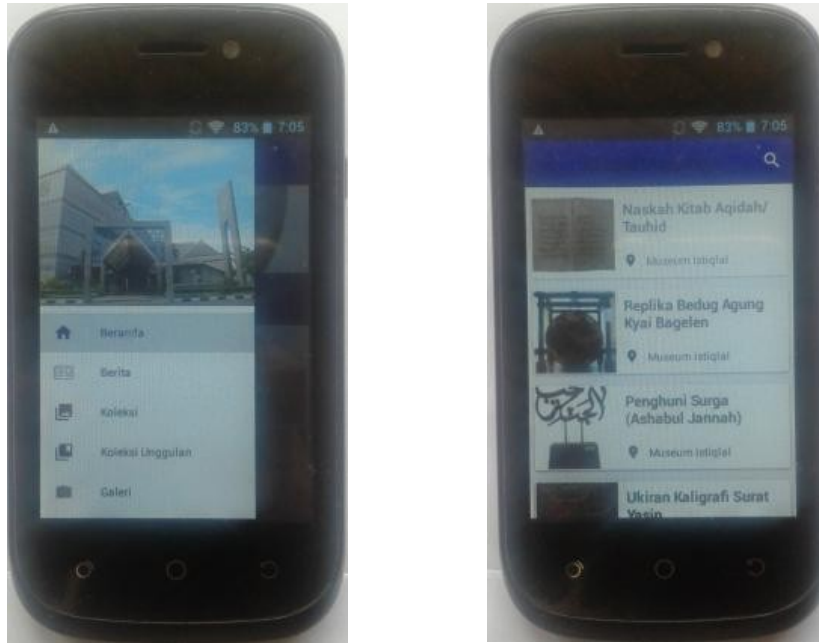 83% 7:05
Beranda
Berita
Koleksi
Koleksi Unggulan
Galeri
83% 7:05
Naskah Kitab Aqidah/
Tauhid
Museum Istiqlal
Replika Bedug Agung
Kyai Bagelen
Museum Istiqlal
Penghuni Surga
(Ashabul Jannah)
Museum Istiqlal
Ukiran Kaligrafi Surat
Yasin